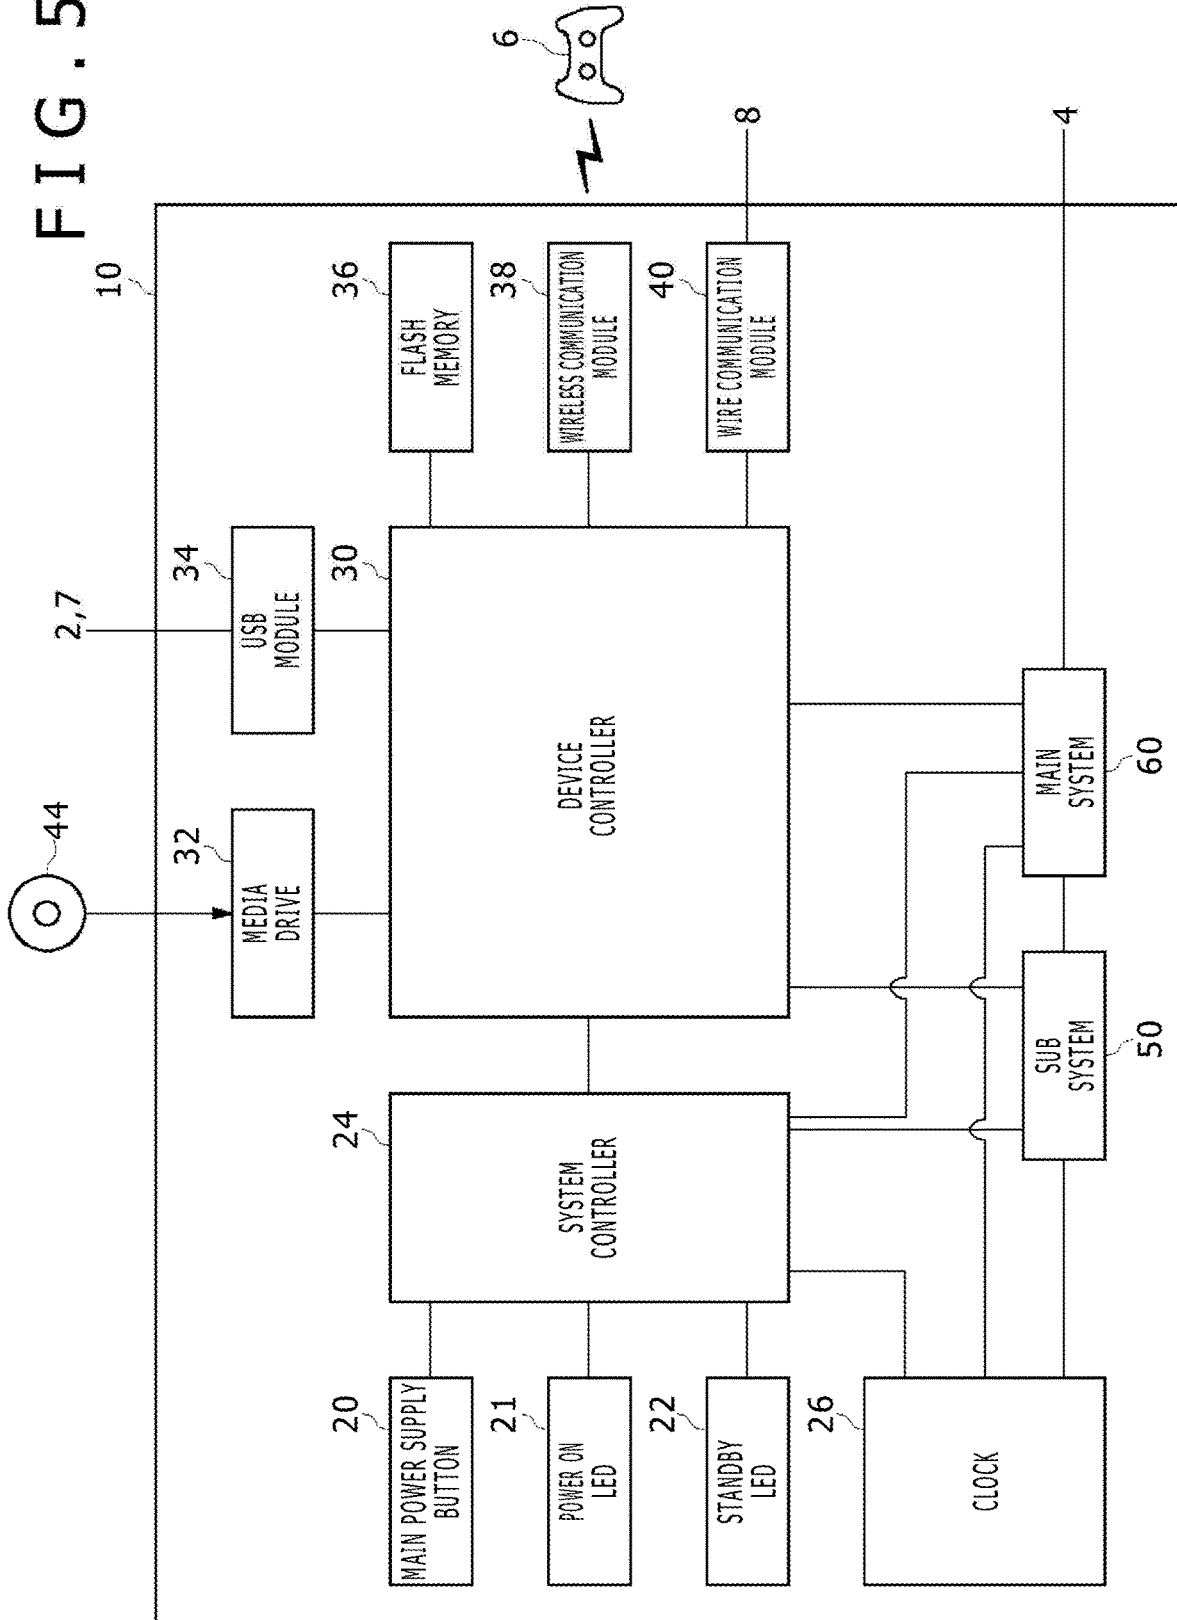 FIG. 5
10
44
2,7
32
MEDIA
DRIVE
34
USB
MODULE
20
MAIN POWER SUPPLY
BUTTON
24
SYSTEM
CONTROLLER
30
DEVICE
CONTROLLER
36
FLASH
MEMORY
21
POWER ON
LED
38
WIRELESS COMMUNICATION
MODULE
6
22
STANDBY
LED
40
WIRE COMMUNICATION
MODULE
8
26
CLOCK
SUB
SYSTEM
50
MAIN
SYSTEM
60
4